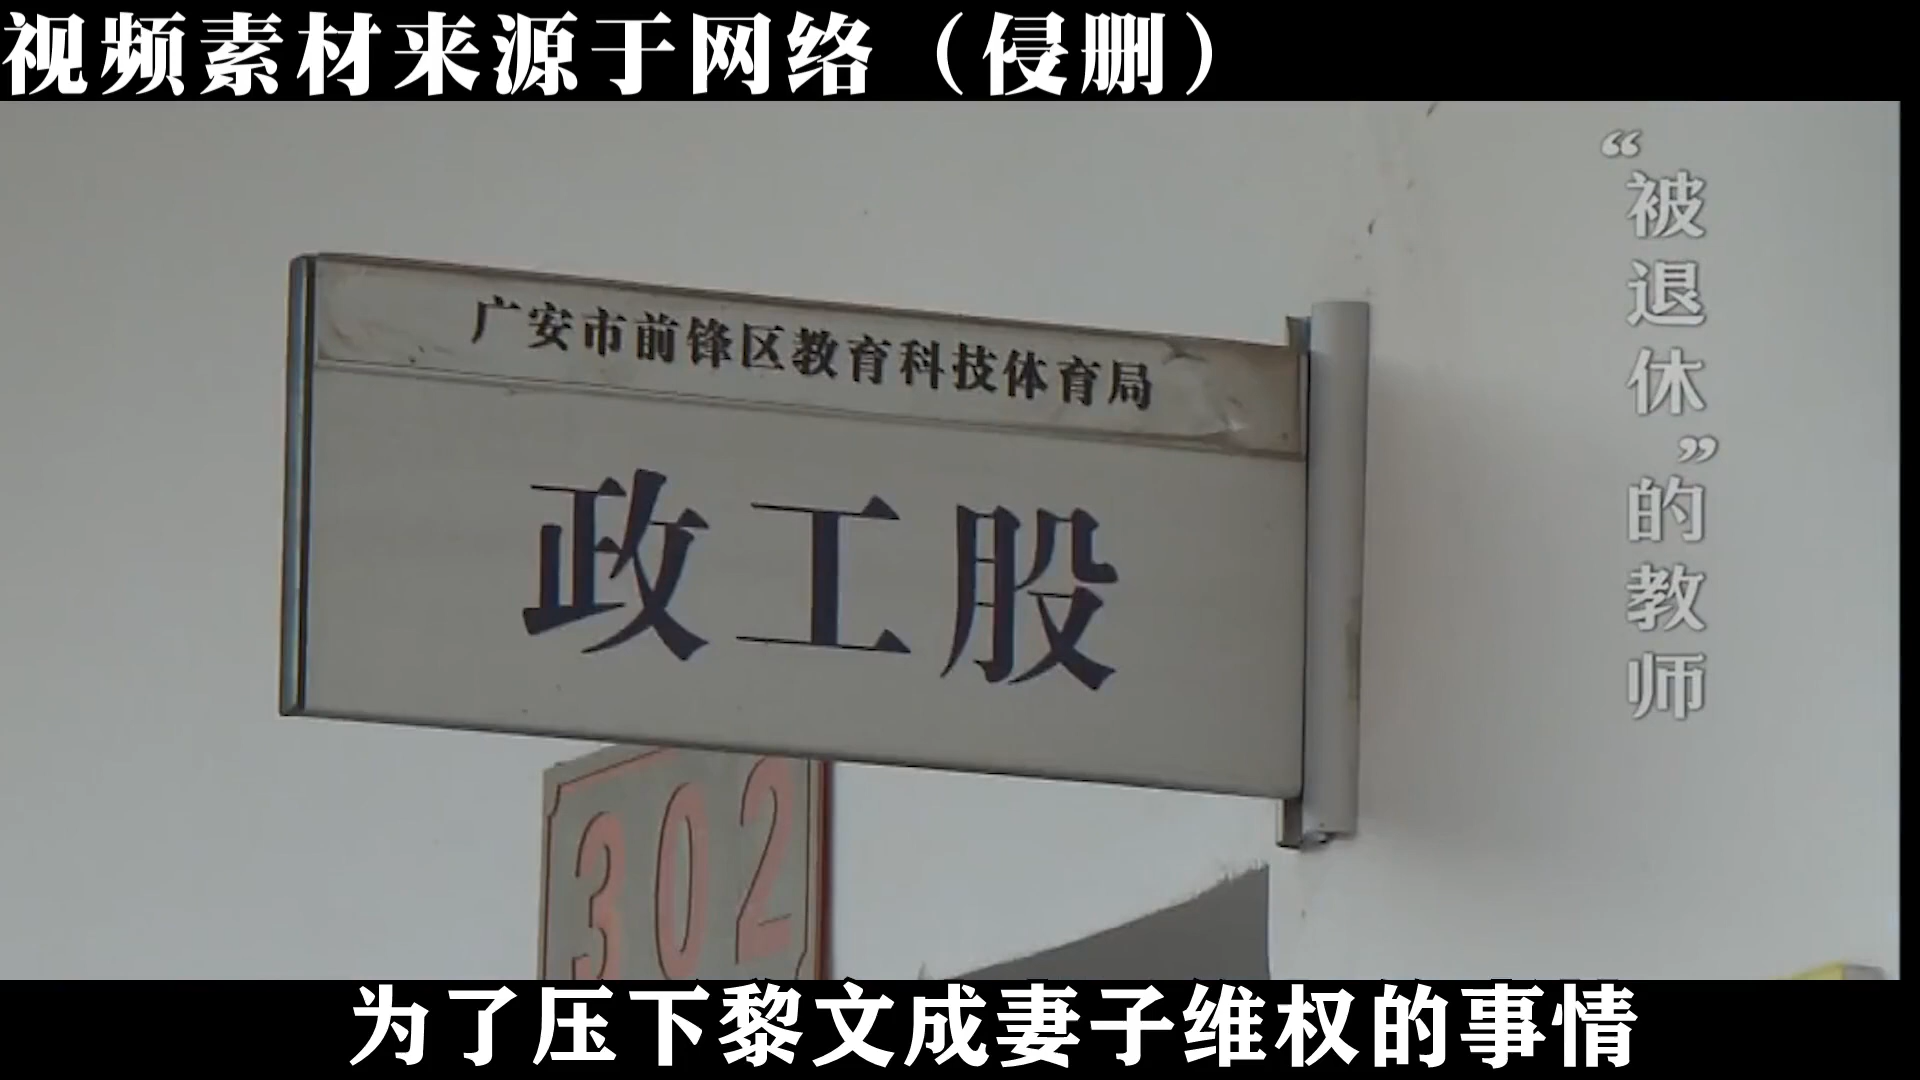 视频素材来源于网络（侵删）
“被退休”的教师
广安市前锋区教育科技体育局
政工股
302
为了压下黎文成妻子维权的事情